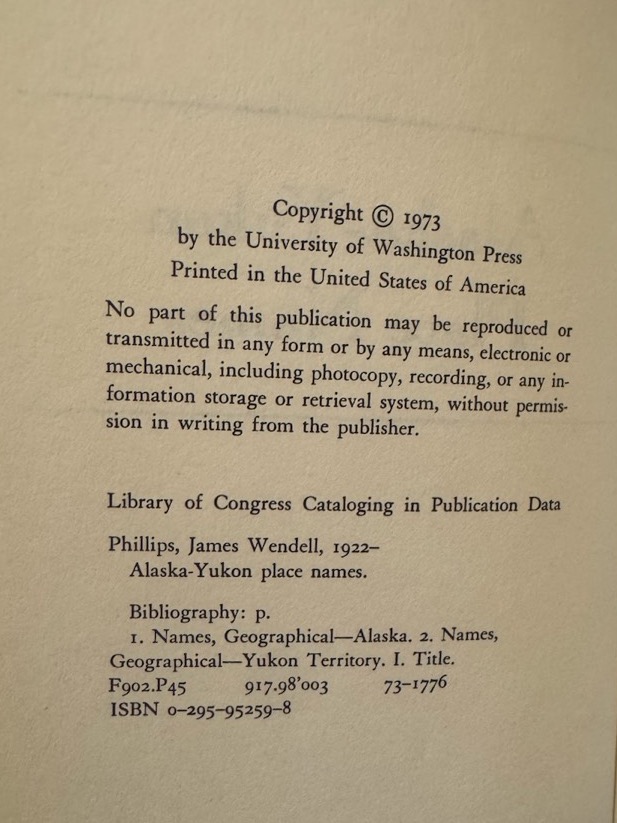 Copyright © 1973
by the University of Washington Press
Printed in the United States of America
No part of this publication may be reproduced or
transmitted in any form or by any means, electronic or
mechanical, including photocopy, recording, or any in-
formation storage or retrieval system, without permis-
sion in writing from the publisher.
Library of Congress Cataloging in Publication Data
Phillips, James Wendell, 1922–
Alaska-Yukon place names.
Bibliography: p.
1. Names, Geographical—Alaska. 2. Names,
Geographical—Yukon Territory. I. Title.
F902.P45 917.98'003 73–1776
ISBN 0–295–95259–8